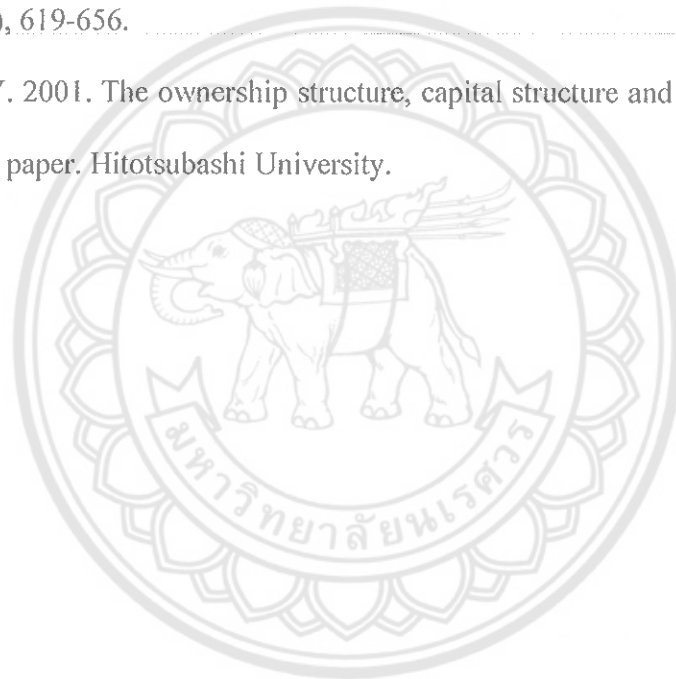 ), 619-656.
Y. 2001. The ownership structure, capital structure and
paper. Hitotsubashi University.
มหาวิทยาลัยนเรศวร